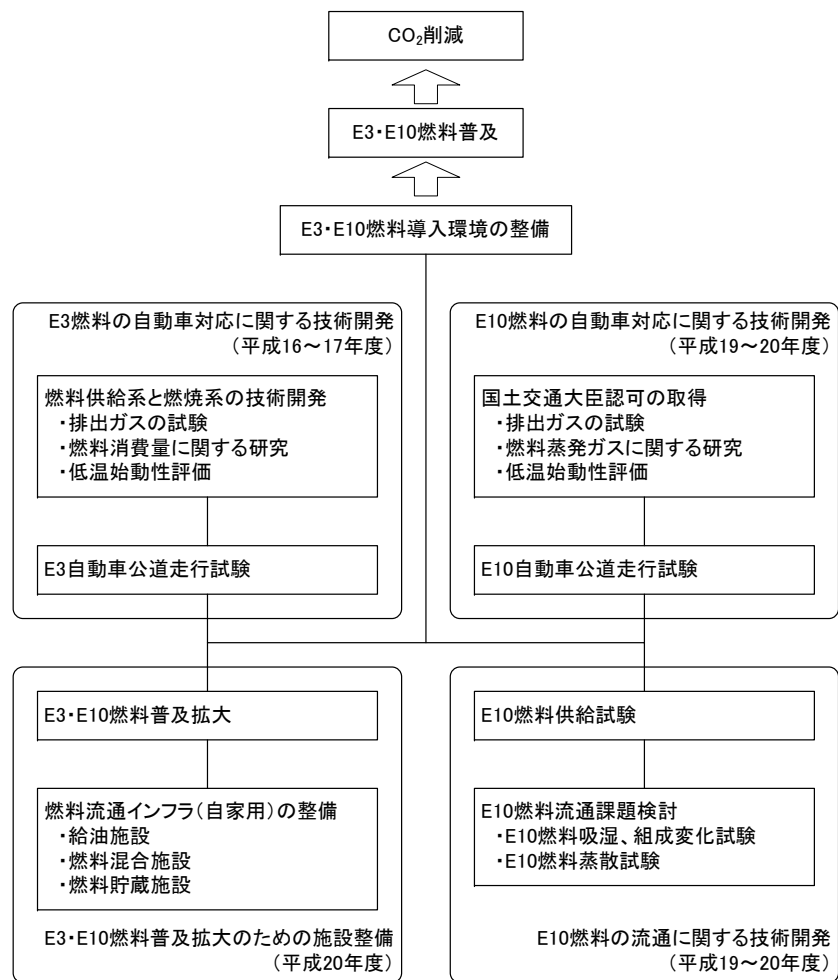 CO₂削減
E3・E10燃料普及
E3・E10燃料導入環境の整備
E3燃料の自動車対応に関する技術開発
（平成16～17年度）
燃料供給系と燃焼系の技術開発
・排出ガスの試験
・燃料消費量に関する研究
・低温始動性評価
E3自動車公道走行試験
E10燃料の自動車対応に関する技術開発
（平成19～20年度）
国土交通大臣認可の取得
・排出ガスの試験
・燃料蒸発ガスに関する研究
・低温始動性評価
E10自動車公道走行試験
E3・E10燃料普及拡大
燃料流通インフラ（自家用）の整備
・給油施設
・燃料混合施設
・燃料貯蔵施設
E3・E10燃料普及拡大のための施設整備
（平成20年度）
E10燃料供給試験
E10燃料流通課題検討
・E10燃料吸湿、組成変化試験
・E10燃料蒸散試験
E10燃料の流通に関する技術開発
（平成19～20年度）